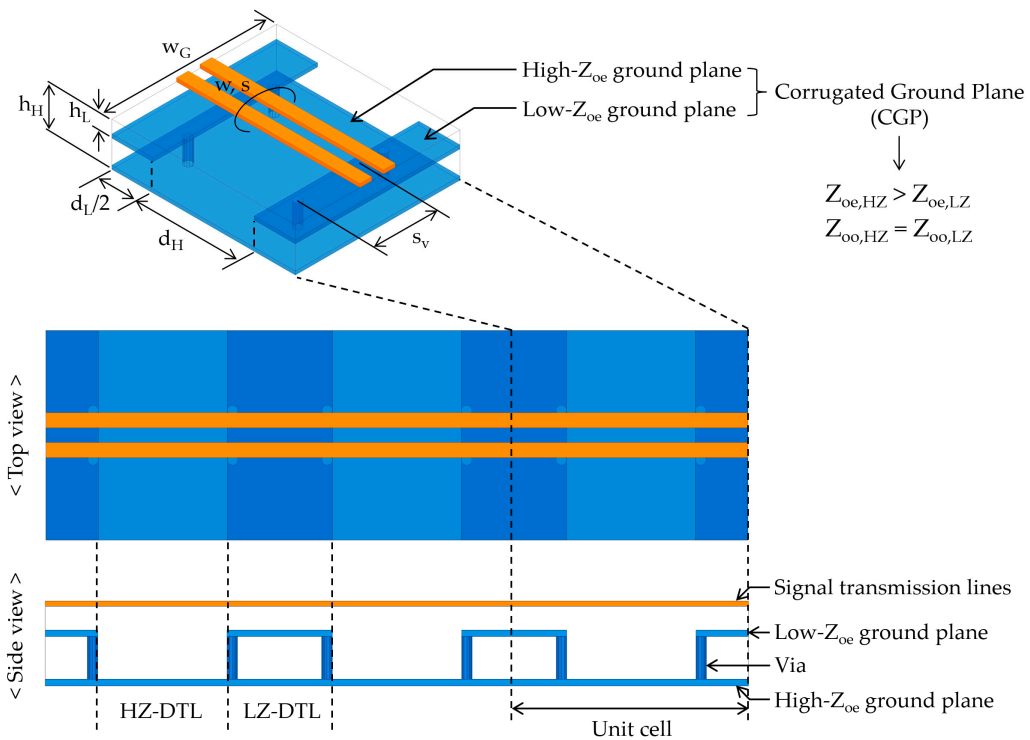 w_G
h_H
h_L
w, s
d_L/2
d_H
s_v
High-Z_oe ground plane
Low-Z_oe ground plane
Corrugated Ground Plane
(CGP)
Z_oe,HZ > Z_oe,LZ
Z_oo,HZ = Z_oo,LZ
< Top view >
< Side view >
Signal transmission lines
Low-Z_oe ground plane
Via
High-Z_oe ground plane
HZ-DTL
LZ-DTL
Unit cell